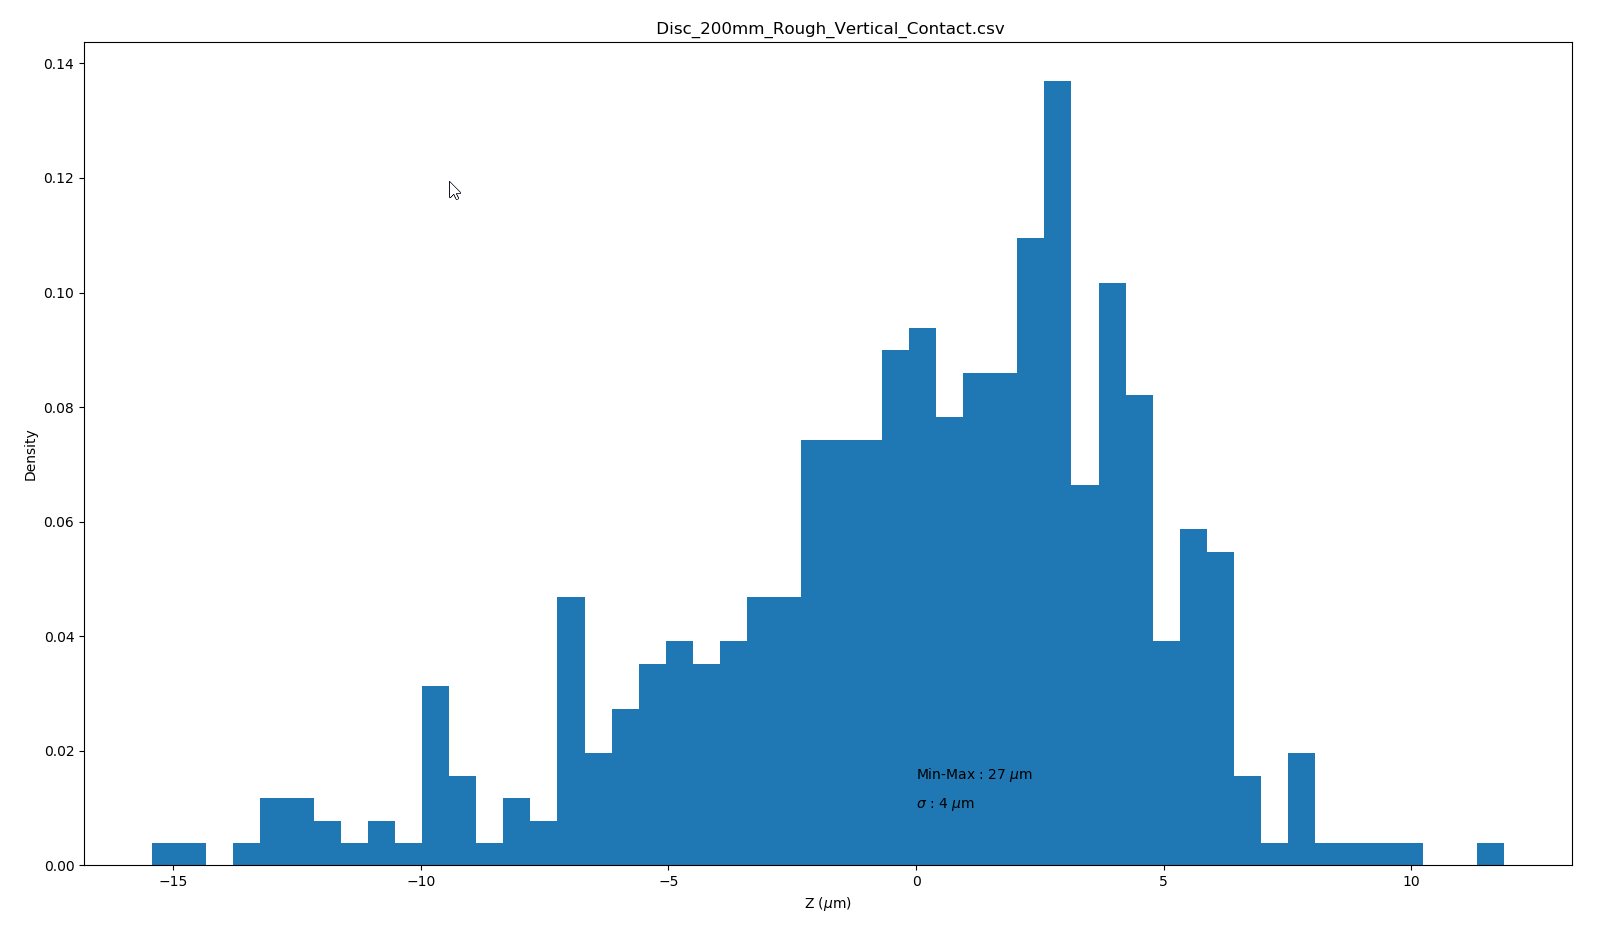 Disc_200mm_Rough_Vertical_Contact.csv
0.14
0.12
0.10
0.08
0.06
0.04
0.02
0.00
Density
Min-Max : 27 μm
σ : 4 μm
−15 −10 −5 0 5 10
Z (μm)